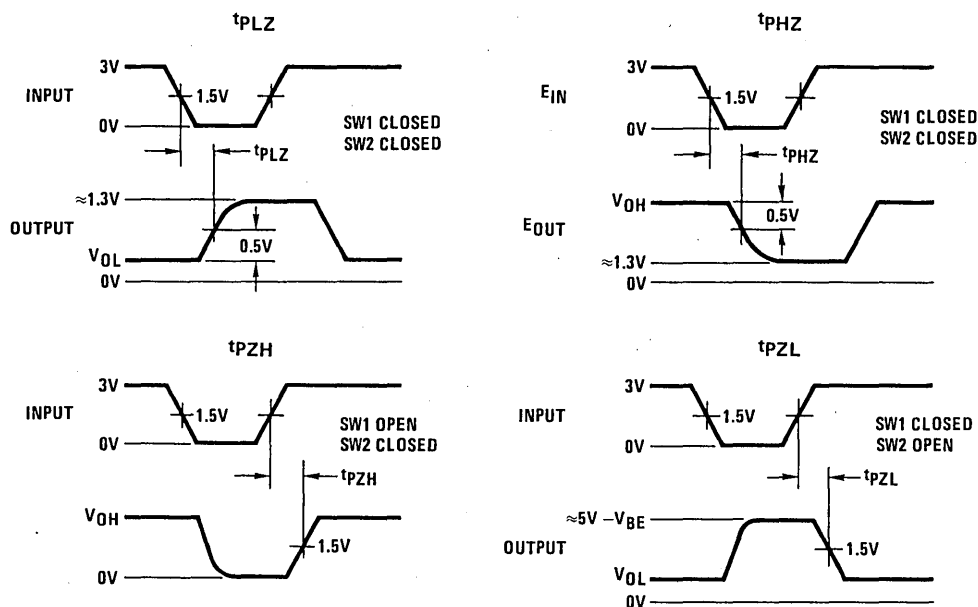 tPLZ
3V
INPUT
1.5V
0V
SW1 CLOSED
SW2 CLOSED
tPLZ
≈1.3V
OUTPUT
0.5V
VOL
0V
tPHZ
3V
EIN
1.5V
0V
SW1 CLOSED
SW2 CLOSED
tPHZ
VOH
0.5V
EOUT
≈1.3V
0V
tPZH
3V
INPUT
1.5V
0V
SW1 OPEN
SW2 CLOSED
tPZH
VOH
1.5V
0V
tPZL
3V
INPUT
1.5V
0V
SW1 CLOSED
SW2 OPEN
tPZL
≈5V –VBE
OUTPUT
1.5V
VOL
0V